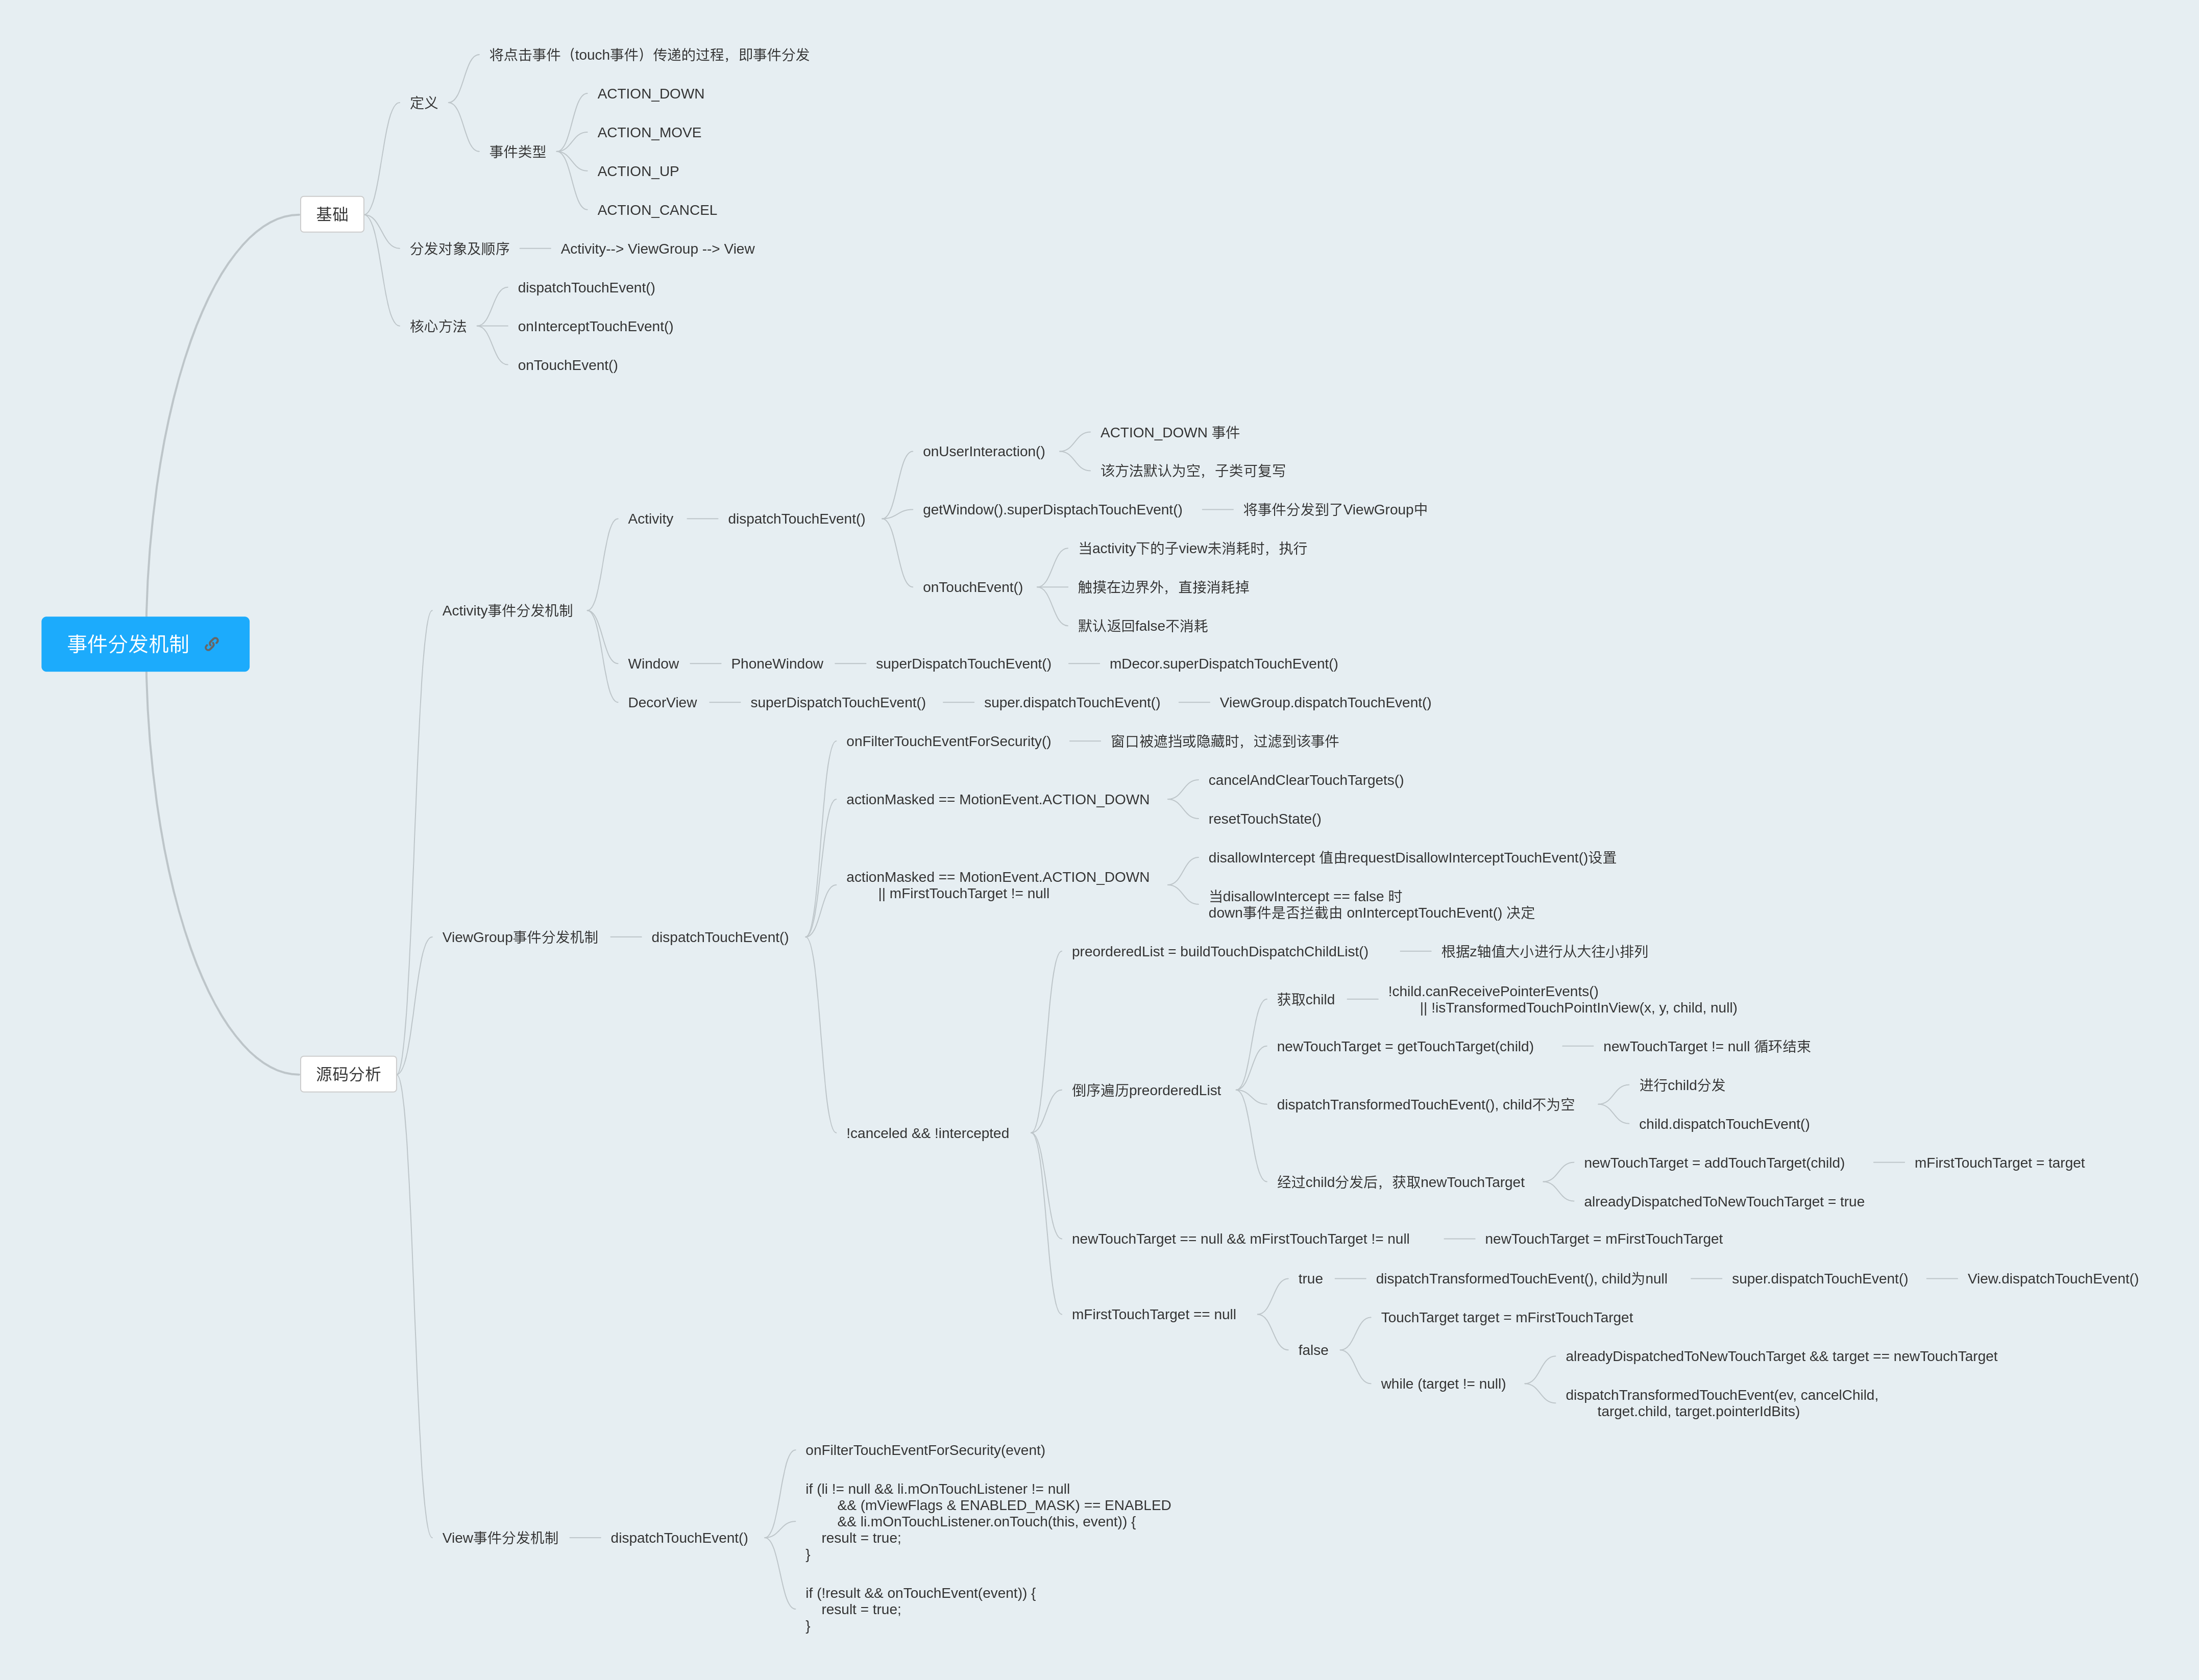 事件分发机制
基础
定义
将点击事件（touch事件）传递的过程，即事件分发
事件类型
ACTION_DOWN
ACTION_MOVE
ACTION_UP
ACTION_CANCEL
分发对象及顺序
Activity--> ViewGroup --> View
核心方法
dispatchTouchEvent()
onInterceptTouchEvent()
onTouchEvent()
源码分析
Activity事件分发机制
Activity
dispatchTouchEvent()
onUserInteraction()
ACTION_DOWN 事件
该方法默认为空，子类可复写
getWindow().superDisptachTouchEvent()
将事件分发到了ViewGroup中
onTouchEvent()
当activity下的子view未消耗时，执行
触摸在边界外，直接消耗掉
默认返回false不消耗
Window
PhoneWindow
superDispatchTouchEvent()
mDecor.superDispatchTouchEvent()
DecorView
superDispatchTouchEvent()
super.dispatchTouchEvent()
ViewGroup.dispatchTouchEvent()
ViewGroup事件分发机制
dispatchTouchEvent()
onFilterTouchEventForSecurity()
窗口被遮挡或隐藏时，过滤到该事件
actionMasked == MotionEvent.ACTION_DOWN
cancelAndClearTouchTargets()
resetTouchState()
actionMasked == MotionEvent.ACTION_DOWN
|| mFirstTouchTarget != null
disallowIntercept 值由requestDisallowInterceptTouchEvent()设置
当disallowIntercept == false 时
down事件是否拦截由 onInterceptTouchEvent() 决定
!canceled && !intercepted
preorderedList = buildTouchDispatchChildList()
根据z轴值大小进行从大往小排列
倒序遍历preorderedList
获取child
!child.canReceivePointerEvents()
|| !isTransformedTouchPointInView(x, y, child, null)
newTouchTarget = getTouchTarget(child)
newTouchTarget != null 循环结束
dispatchTransformedTouchEvent(), child不为空
进行child分发
child.dispatchTouchEvent()
经过child分发后，获取newTouchTarget
newTouchTarget = addTouchTarget(child)
mFirstTouchTarget = target
alreadyDispatchedToNewTouchTarget = true
newTouchTarget == null && mFirstTouchTarget != null
newTouchTarget = mFirstTouchTarget
mFirstTouchTarget == null
true
dispatchTransformedTouchEvent(), child为null
super.dispatchTouchEvent()
View.dispatchTouchEvent()
false
TouchTarget target = mFirstTouchTarget
while (target != null)
alreadyDispatchedToNewTouchTarget && target == newTouchTarget
dispatchTransformedTouchEvent(ev, cancelChild,
target.child, target.pointerIdBits)
View事件分发机制
dispatchTouchEvent()
onFilterTouchEventForSecurity(event)
if (li != null && li.mOnTouchListener != null
&& (mViewFlags & ENABLED_MASK) == ENABLED
&& li.mOnTouchListener.onTouch(this, event)) {
result = true;
}
if (!result && onTouchEvent(event)) {
result = true;
}